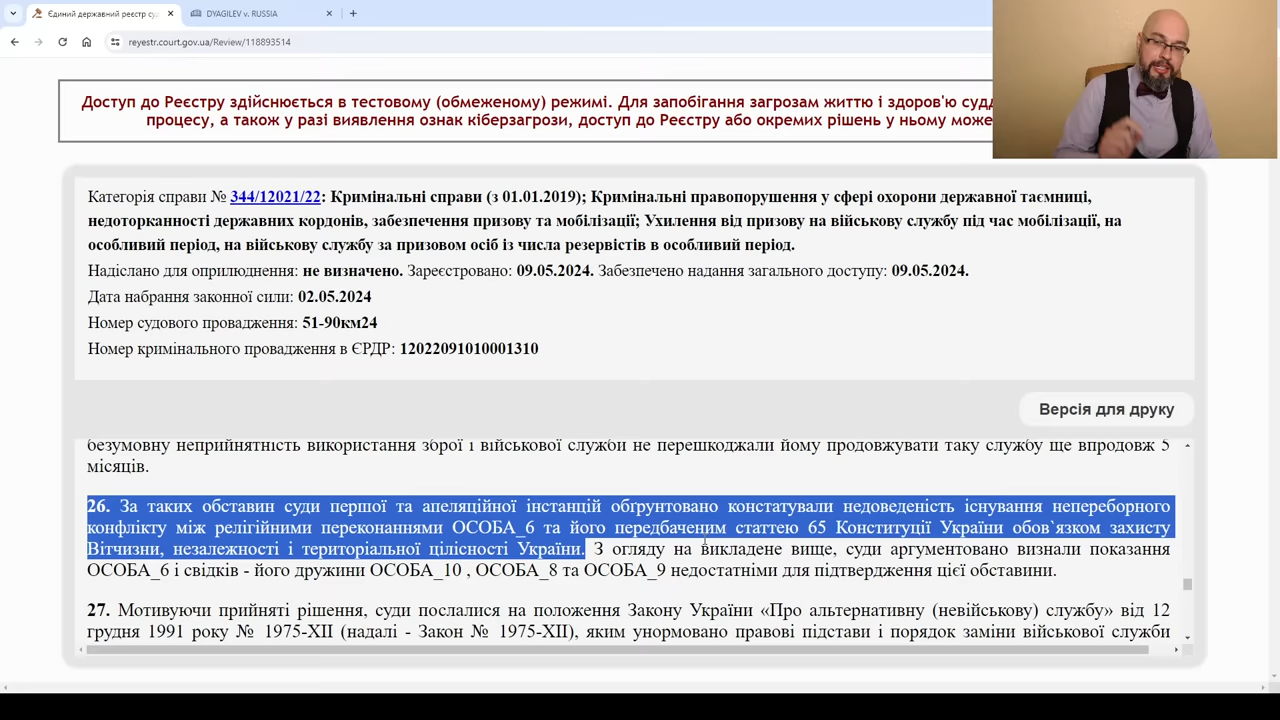 Єдиний державний реєстр су
DYAGILEV v. RUSSIA
reyestr.court.gov.ua/Review/118893514
Доступ до Реєстру здійснюється в тестовому (обмеженому) режимі. Для запобігання загрозам життю і здоров'ю суд
процесу, а також у разі виявлення ознак кіберзагрози, доступ до Реєстру або окремих рішень у ньому може
Категорія справи № 344/12021/22: Кримінальні справи (з 01.01.2019); Кримінальні правопорушення у сфері охорони державної таємниці,
недоторканності державних кордонів, забезпечення призову та мобілізації; Ухилення від призову на військову службу під час мобілізації, на
особливий період, на військову службу за призовом осіб із числа резервістів в особливий період.
Надіслано для оприлюднення: не визначено. Зареєстровано: 09.05.2024. Забезпечено надання загального доступу: 09.05.2024.
Дата набрання законної сили: 02.05.2024
Номер судового провадження: 51-90км24
Номер кримінального провадження в ЄРДР: 12022091010001310
Версія для друку
безумовну неприйнятність використання зброї і військової служби не перешкоджали йому продовжувати таку службу ще впродовж 5
місяців.
26. За таких обставин суди першої та апеляційної інстанцій обґрунтовано констатували недоведеність існування непереборного
конфлікту між релігійними переконаннями ОСОБА_6 та його передбаченим статтею 65 Конституції України обов`язком захисту
Вітчизни, незалежності і територіальної цілісності України. З огляду на викладене вище, суди аргументовано визнали показання
ОСОБА_6 і свідків - його дружини ОСОБА_10 , ОСОБА_8 та ОСОБА_9 недостатніми для підтвердження цієї обставини.
27. Мотивуючи прийняті рішення, суди послалися на положення Закону України «Про альтернативну (невійськову) службу» від 12
грудня 1991 року № 1975-XII (надалі - Закон № 1975-XII), яким унормовано правові підстави і порядок заміни військової служби